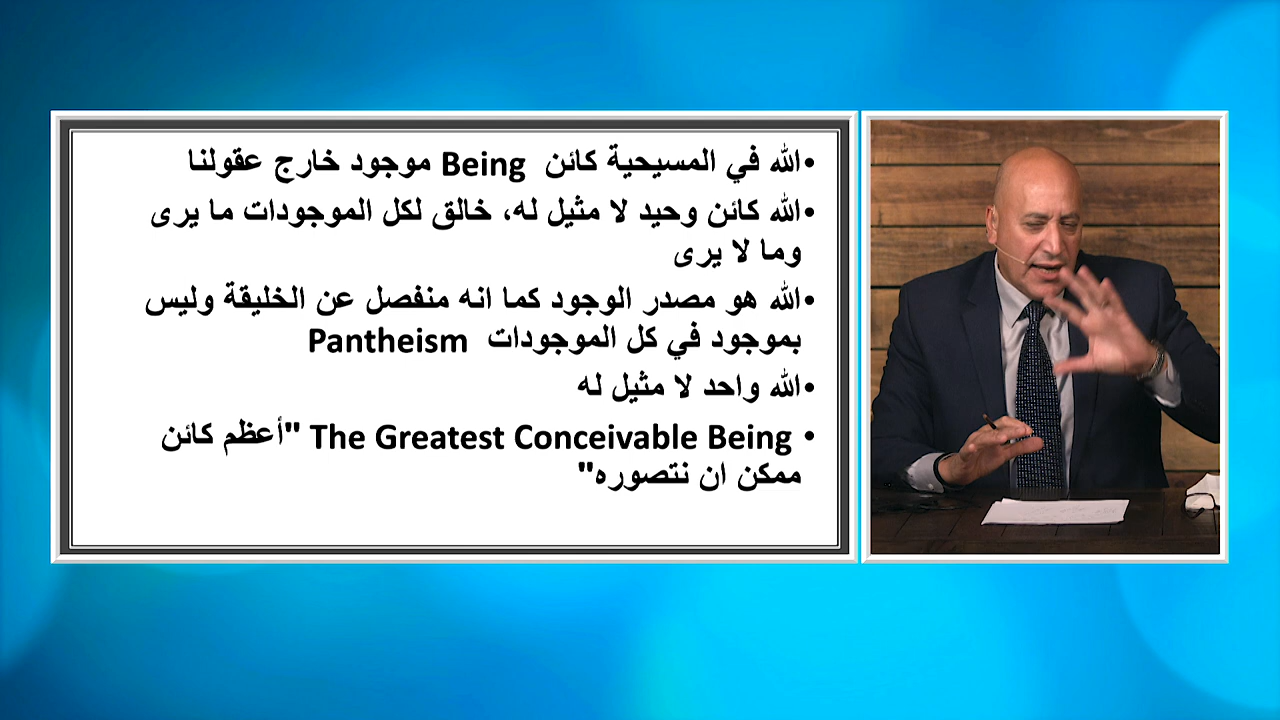 •الله في المسيحية كائن Being موجود خارج عقولنا
•الله كائن وحيد لا مثيل له، خالق لكل الموجودات ما يرى
وما لا يرى
•الله هو مصدر الوجود كما انه منفصل عن الخليقة وليس
بموجود في كل الموجودات Pantheism
•الله واحد لا مثيل له
• The Greatest Conceivable Being "أعظم كائن
ممكن ان نتصوره"